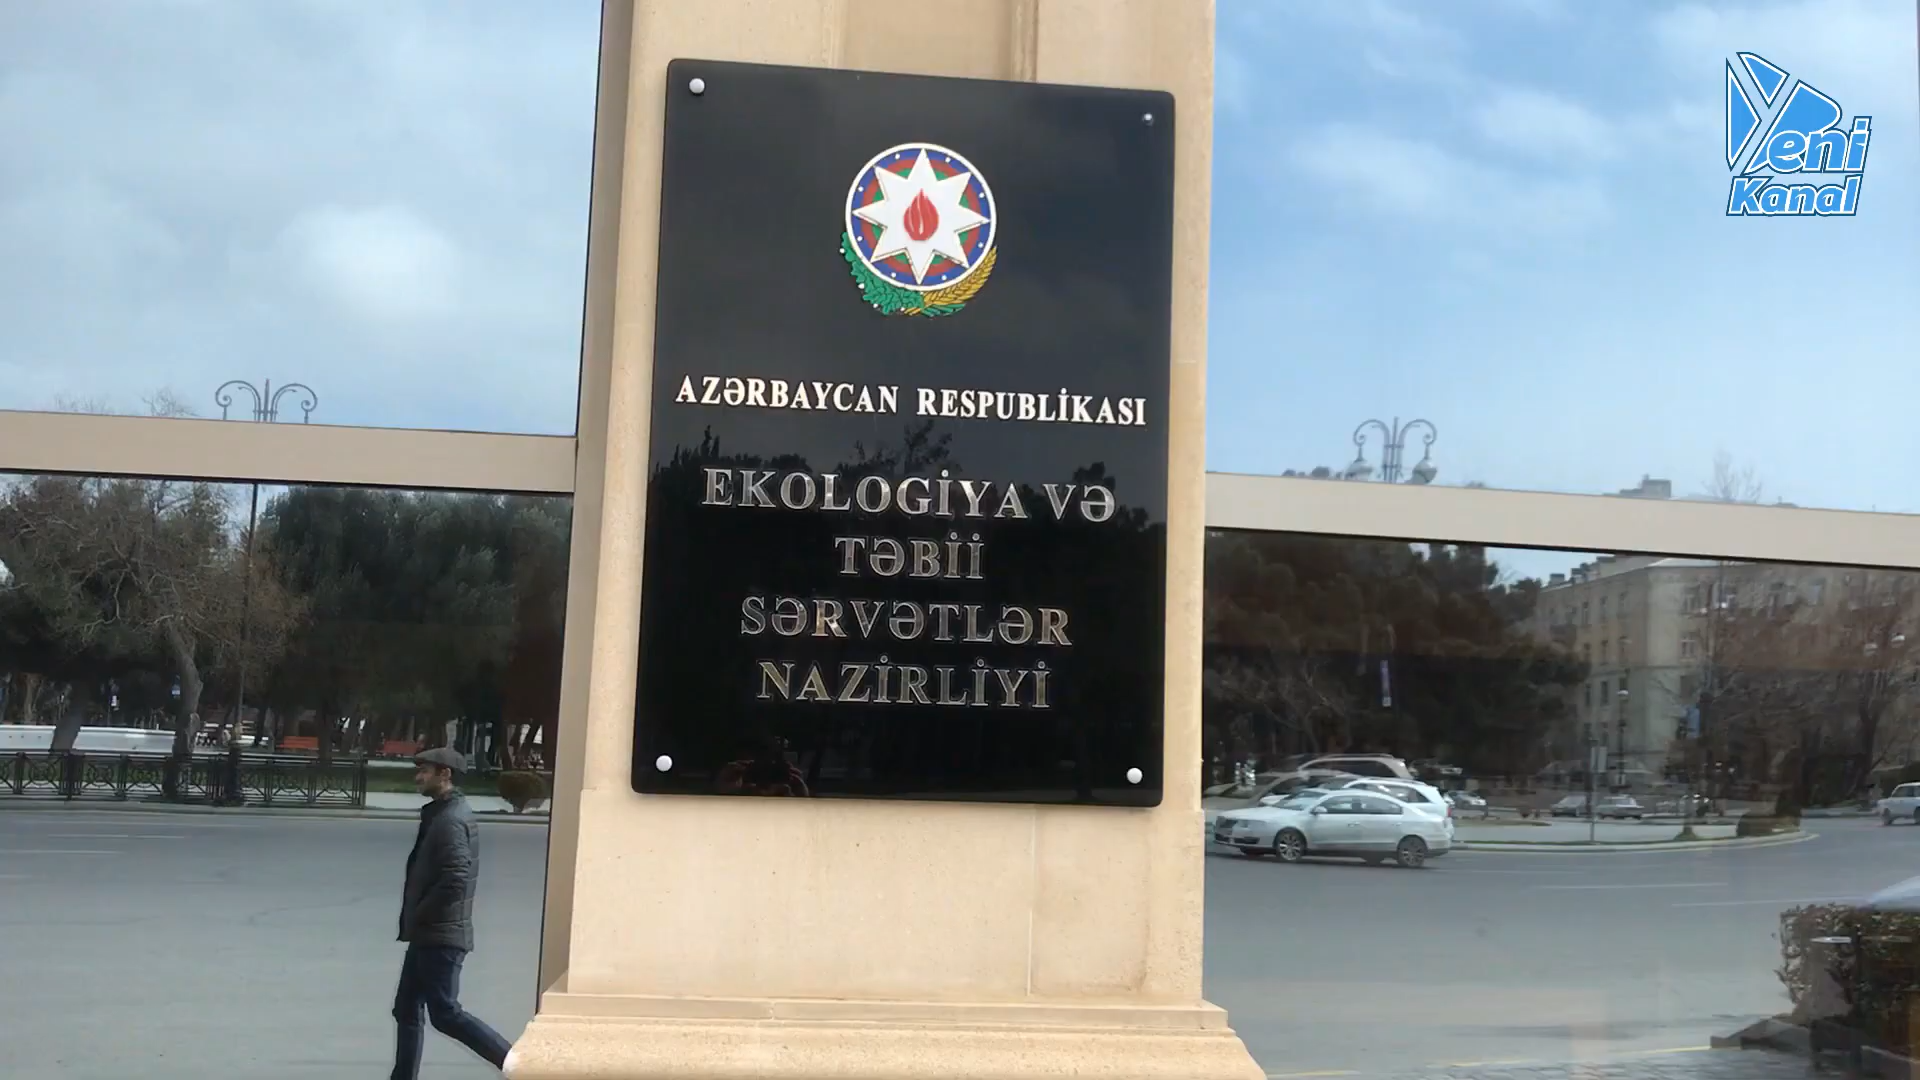 Yeni
Kanal
AZƏRBAYCAN RESPUBLİKASI
EKOLOGİYA VƏ
TƏBİİ
SƏRVƏTLƏR
NAZİRLİYİ